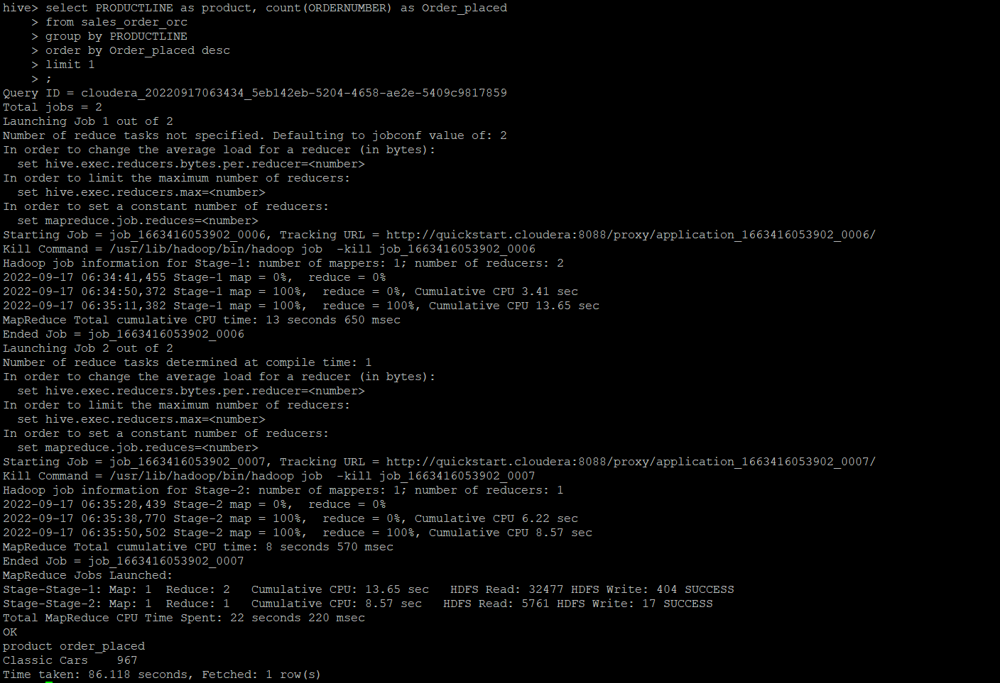 hive> select PRODUCTLINE as product, count(ORDERNUMBER) as Order_placed
    > from sales_order_orc
    > group by PRODUCTLINE
    > order by Order_placed desc
    > limit 1
    > ;
Query ID = cloudera_20220917063434_5eb142eb-5204-4658-ae2e-5409c9817859
Total jobs = 2
Launching Job 1 out of 2
Number of reduce tasks not specified. Defaulting to jobconf value of: 2
In order to change the average load for a reducer (in bytes):
  set hive.exec.reducers.bytes.per.reducer=<number>
In order to limit the maximum number of reducers:
  set hive.exec.reducers.max=<number>
In order to set a constant number of reducers:
  set mapreduce.job.reduces=<number>
Starting Job = job_1663416053902_0006, Tracking URL = http://quickstart.cloudera:8088/proxy/application_1663416053902_0006/
Kill Command = /usr/lib/hadoop/bin/hadoop job  -kill job_1663416053902_0006
Hadoop job information for Stage-1: number of mappers: 1; number of reducers: 2
2022-09-17 06:34:41,455 Stage-1 map = 0%,  reduce = 0%
2022-09-17 06:34:50,372 Stage-1 map = 100%,  reduce = 0%, Cumulative CPU 3.41 sec
2022-09-17 06:35:11,382 Stage-1 map = 100%,  reduce = 100%, Cumulative CPU 13.65 sec
MapReduce Total cumulative CPU time: 13 seconds 650 msec
Ended Job = job_1663416053902_0006
Launching Job 2 out of 2
Number of reduce tasks determined at compile time: 1
In order to change the average load for a reducer (in bytes):
  set hive.exec.reducers.bytes.per.reducer=<number>
In order to limit the maximum number of reducers:
  set hive.exec.reducers.max=<number>
In order to set a constant number of reducers:
  set mapreduce.job.reduces=<number>
Starting Job = job_1663416053902_0007, Tracking URL = http://quickstart.cloudera:8088/proxy/application_1663416053902_0007/
Kill Command = /usr/lib/hadoop/bin/hadoop job  -kill job_1663416053902_0007
Hadoop job information for Stage-2: number of mappers: 1; number of reducers: 1
2022-09-17 06:35:28,439 Stage-2 map = 0%,  reduce = 0%
2022-09-17 06:35:38,770 Stage-2 map = 100%,  reduce = 0%, Cumulative CPU 6.22 sec
2022-09-17 06:35:50,502 Stage-2 map = 100%,  reduce = 100%, Cumulative CPU 8.57 sec
MapReduce Total cumulative CPU time: 8 seconds 570 msec
Ended Job = job_1663416053902_0007
MapReduce Jobs Launched:
Stage-Stage-1: Map: 1  Reduce: 2   Cumulative CPU: 13.65 sec   HDFS Read: 32477 HDFS Write: 404 SUCCESS
Stage-Stage-2: Map: 1  Reduce: 1   Cumulative CPU: 8.57 sec   HDFS Read: 5761 HDFS Write: 17 SUCCESS
Total MapReduce CPU Time Spent: 22 seconds 220 msec
OK
product order_placed
Classic Cars    967
Time taken: 86.118 seconds, Fetched: 1 row(s)